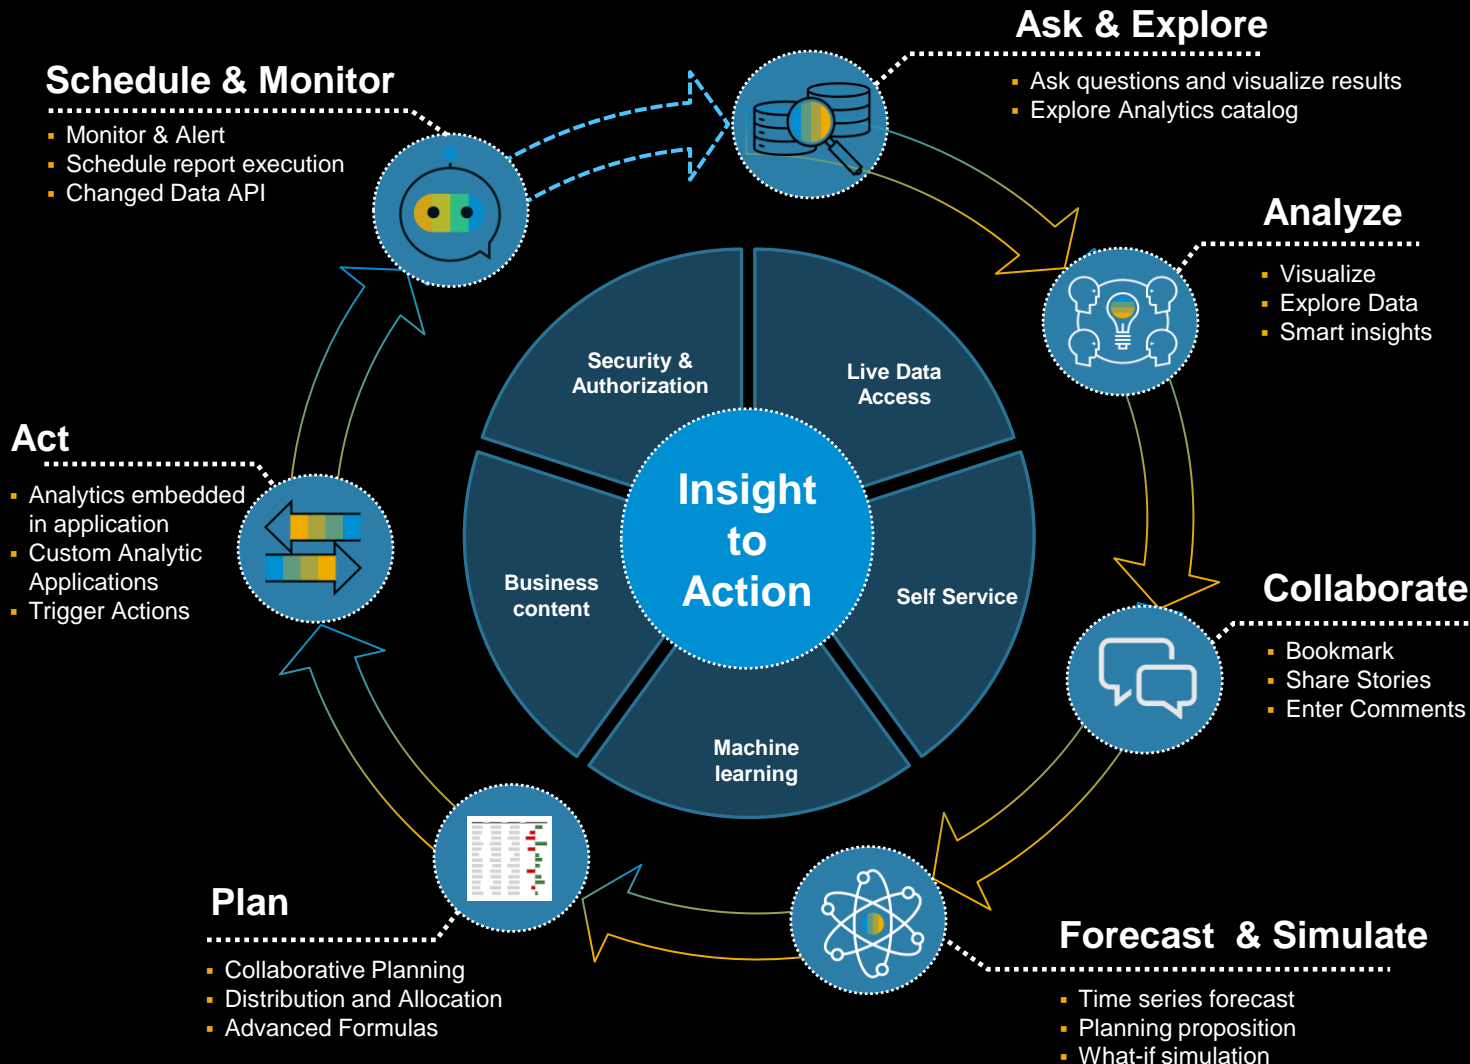 Ask & Explore
▪ Ask questions and visualize results
▪ Explore Analytics catalog
Schedule & Monitor
▪ Monitor & Alert
▪ Schedule report execution
▪ Changed Data API
Analyze
▪ Visualize
▪ Explore Data
▪ Smart insights
Security &
Authorization
Live Data
Access
Act
▪ Analytics embedded
in application
▪ Custom Analytic
Applications
▪ Trigger Actions
Insight
to
Action
Business
content
Self Service
Machine
learning
Collaborate
▪ Bookmark
▪ Share Stories
▪ Enter Comments
Plan
▪ Collaborative Planning
▪ Distribution and Allocation
▪ Advanced Formulas
Forecast & Simulate
▪ Time series forecast
▪ Planning proposition
▪ What-if simulation